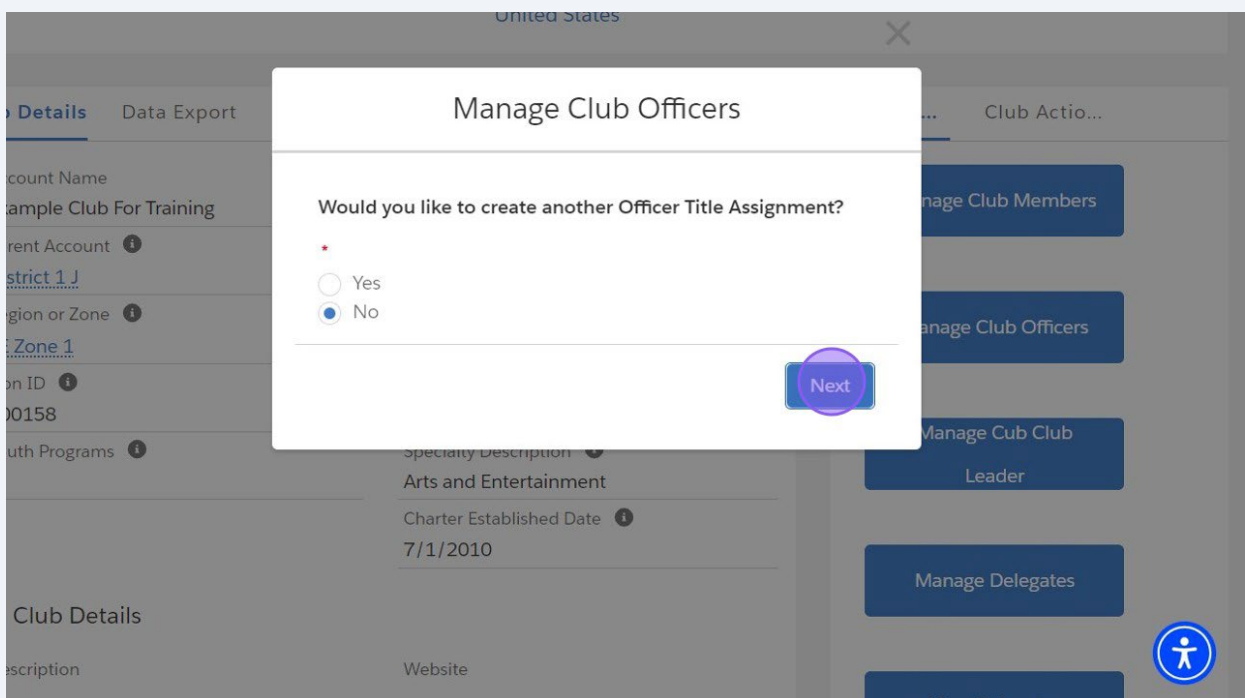 United States
Details Data Export
Manage Club Officers
... Club Actio...
count Name
ample Club For Training
rent Account
strict 1 J
gion or Zone
Zone 1
on ID
00158
uth Programs
Would you like to create another Officer Title Assignment?
*
Yes
No
Next
nage Club Members
anage Club Officers
Manage Cub Club
Leader
Manage Delegates
Specialty Description
Arts and Entertainment
Charter Established Date
7/1/2010
Club Details
escription
Website